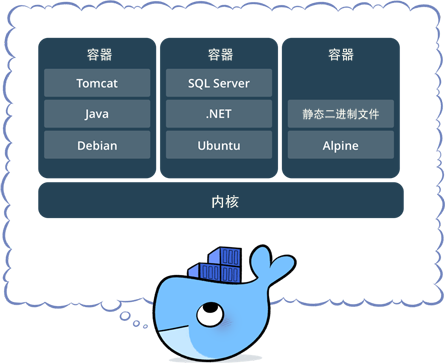 容器
Tomcat
Java
Debian
容器
SQL Server
.NET
Ubuntu
容器
静态二进制文件
Alpine
内核